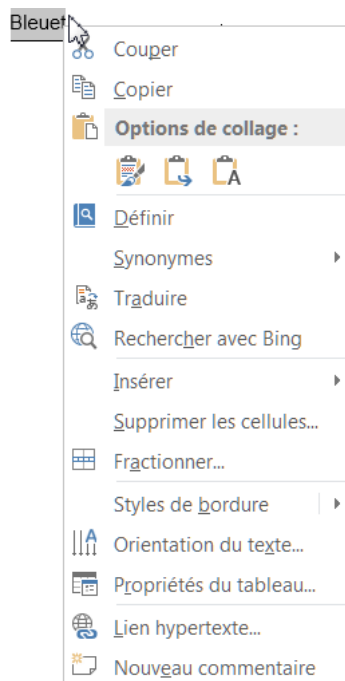 Bleuet
Couper
Copier
Options de collage :
Définir
Synonymes
Traduire
Rechercher avec Bing
Insérer
Supprimer les cellules...
Fractionner...
Styles de bordure
Orientation du texte...
Propriétés du tableau...
Lien hypertexte...
Nouveau commentaire